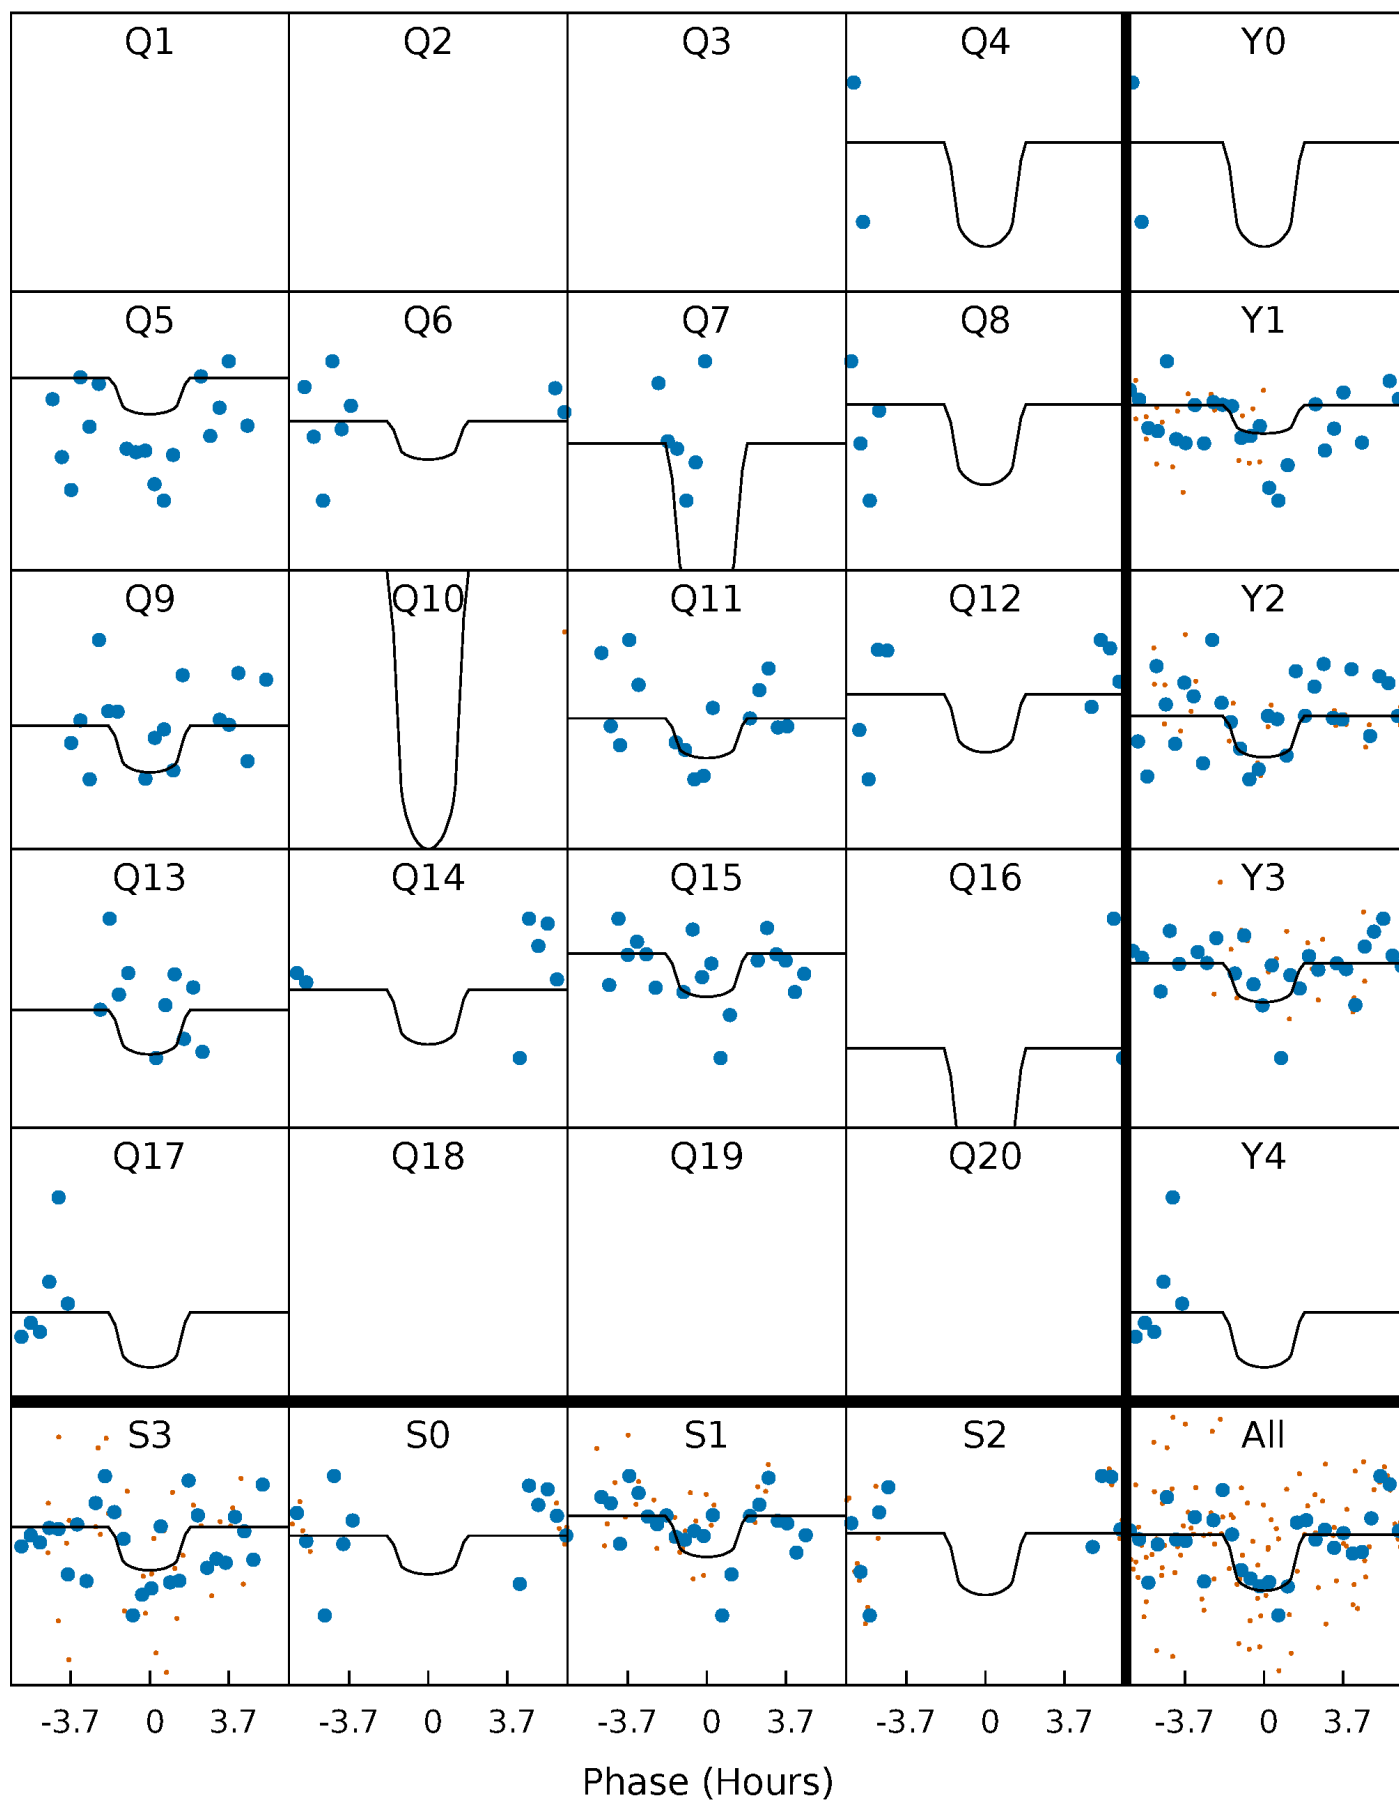 Q1 Q2 Q3 Q4 Y0
Q5 Q6 Q7 Q8 Y1
Q9 Q10 Q11 Q12 Y2
Q13 Q14 Q15 Q16 Y3
Q17 Q18 Q19 Q20 Y4
S3 S0 S1 S2 All
-3.7 0 3.7 -3.7 0 3.7 -3.7 0 3.7 -3.7 0 3.7 -3.7 0 3.7
Phase (Hours)